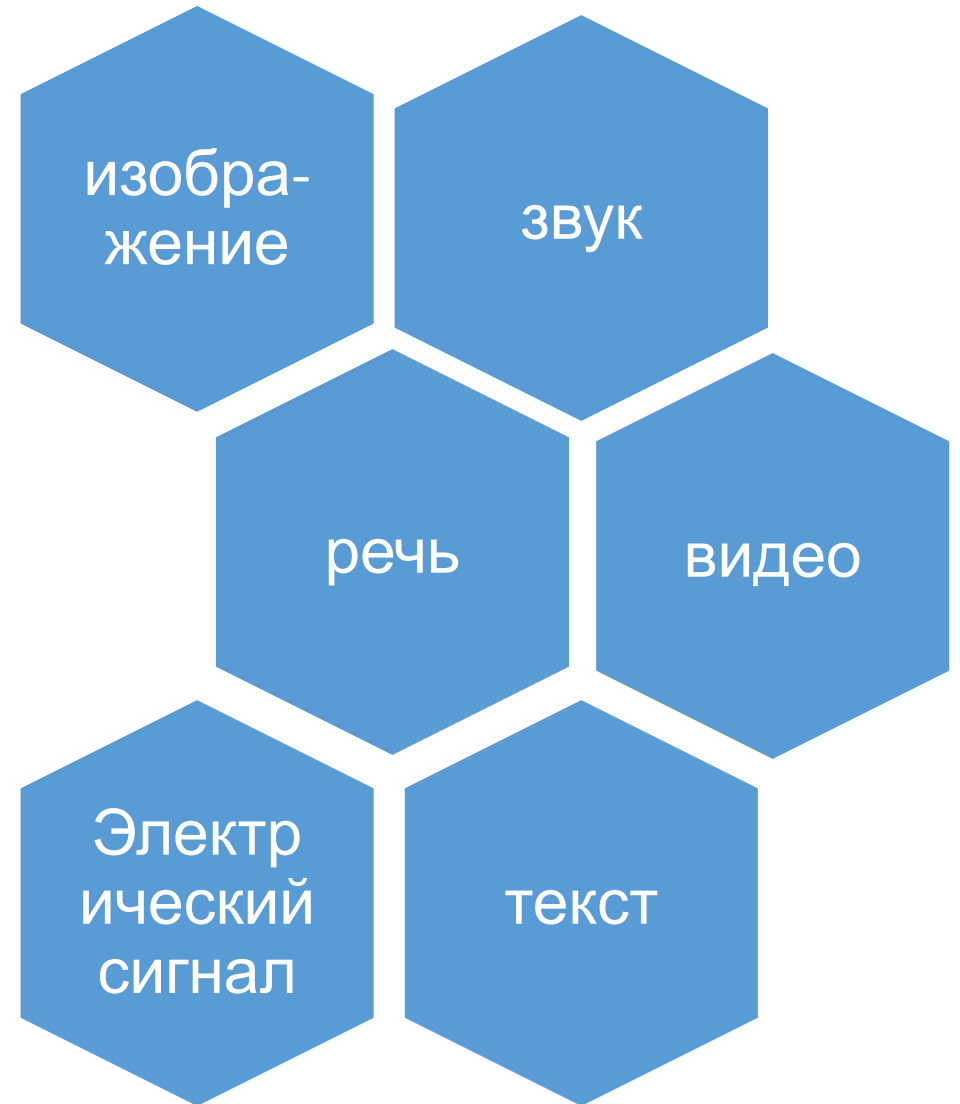 изобра-
жение
звук
речь
видео
Электр
ический
сигнал
текст